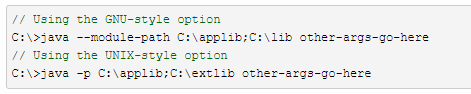 // Using the GNU-style option
C:\>java --module-path C:\applib;C:\lib other-args-go-here
// Using the UNIX-style option
C:\>java -p C:\applib;C:\extlib other-args-go-here